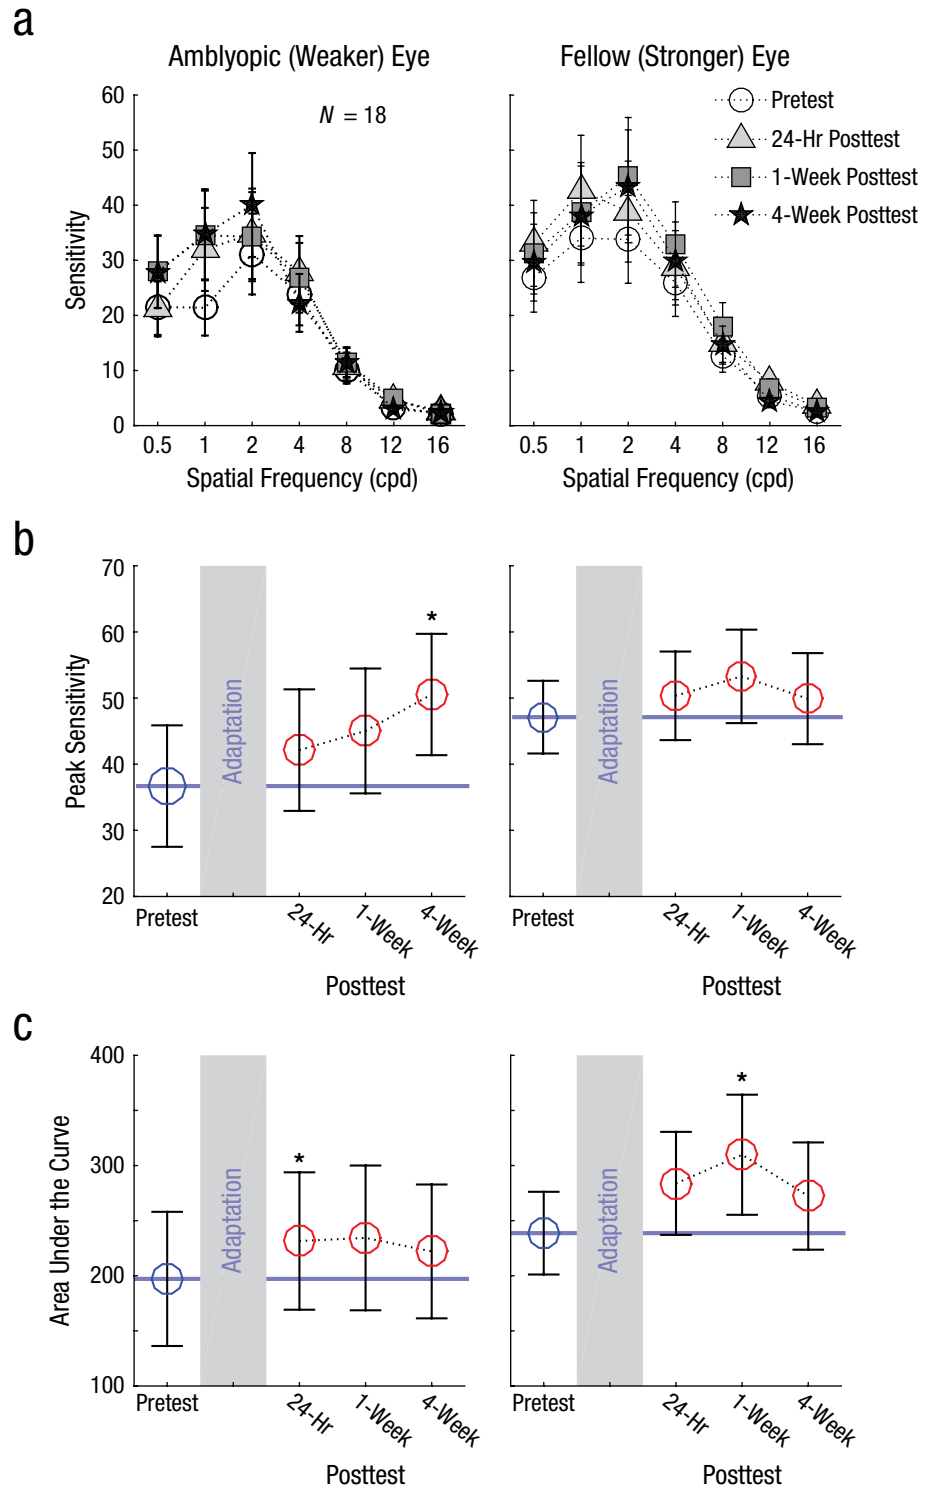 a
Amblyopic (Weaker) Eye
Fellow (Stronger) Eye
N = 18
Pretest
24-Hr Posttest
1-Week Posttest
4-Week Posttest
Sensitivity
60
50
40
30
20
10
0
0.5 1 2 4 8 12 16
0.5 1 2 4 8 12 16
Spatial Frequency (cpd)
Spatial Frequency (cpd)
b
Peak Sensitivity
70
60
50
40
30
20
Adaptation
*
Adaptation
Pretest
24-Hr
1-Week
4-Week
Posttest
Pretest
24-Hr
1-Week
4-Week
Posttest
c
Area Under the Curve
400
300
200
100
Adaptation
*
Adaptation
*
Pretest
24-Hr
1-Week
4-Week
Posttest
Pretest
24-Hr
1-Week
4-Week
Posttest